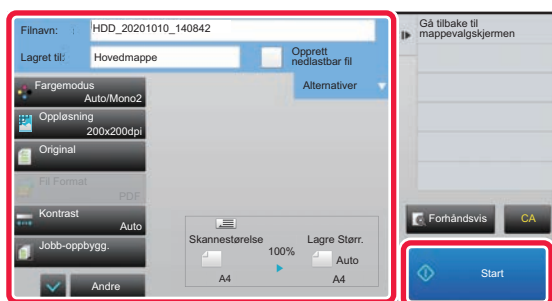 Filnavn: :
HDD_20201010_140842
Lagret til:
Hovedmappe
Opprett
nedlastbar fil
Alternativer
Fargemodus
Auto/Mono2
Oppløsning
200x200dpi
Original
Fil Format
PDF
Kontrast
Auto
Jobb-oppbygg.
Andre
Skannestørelse
A4
100%
Lagre Størr.
Auto
A4
Gå tilbake til
mappevalgskjermen
Forhåndsvis
CA
Start